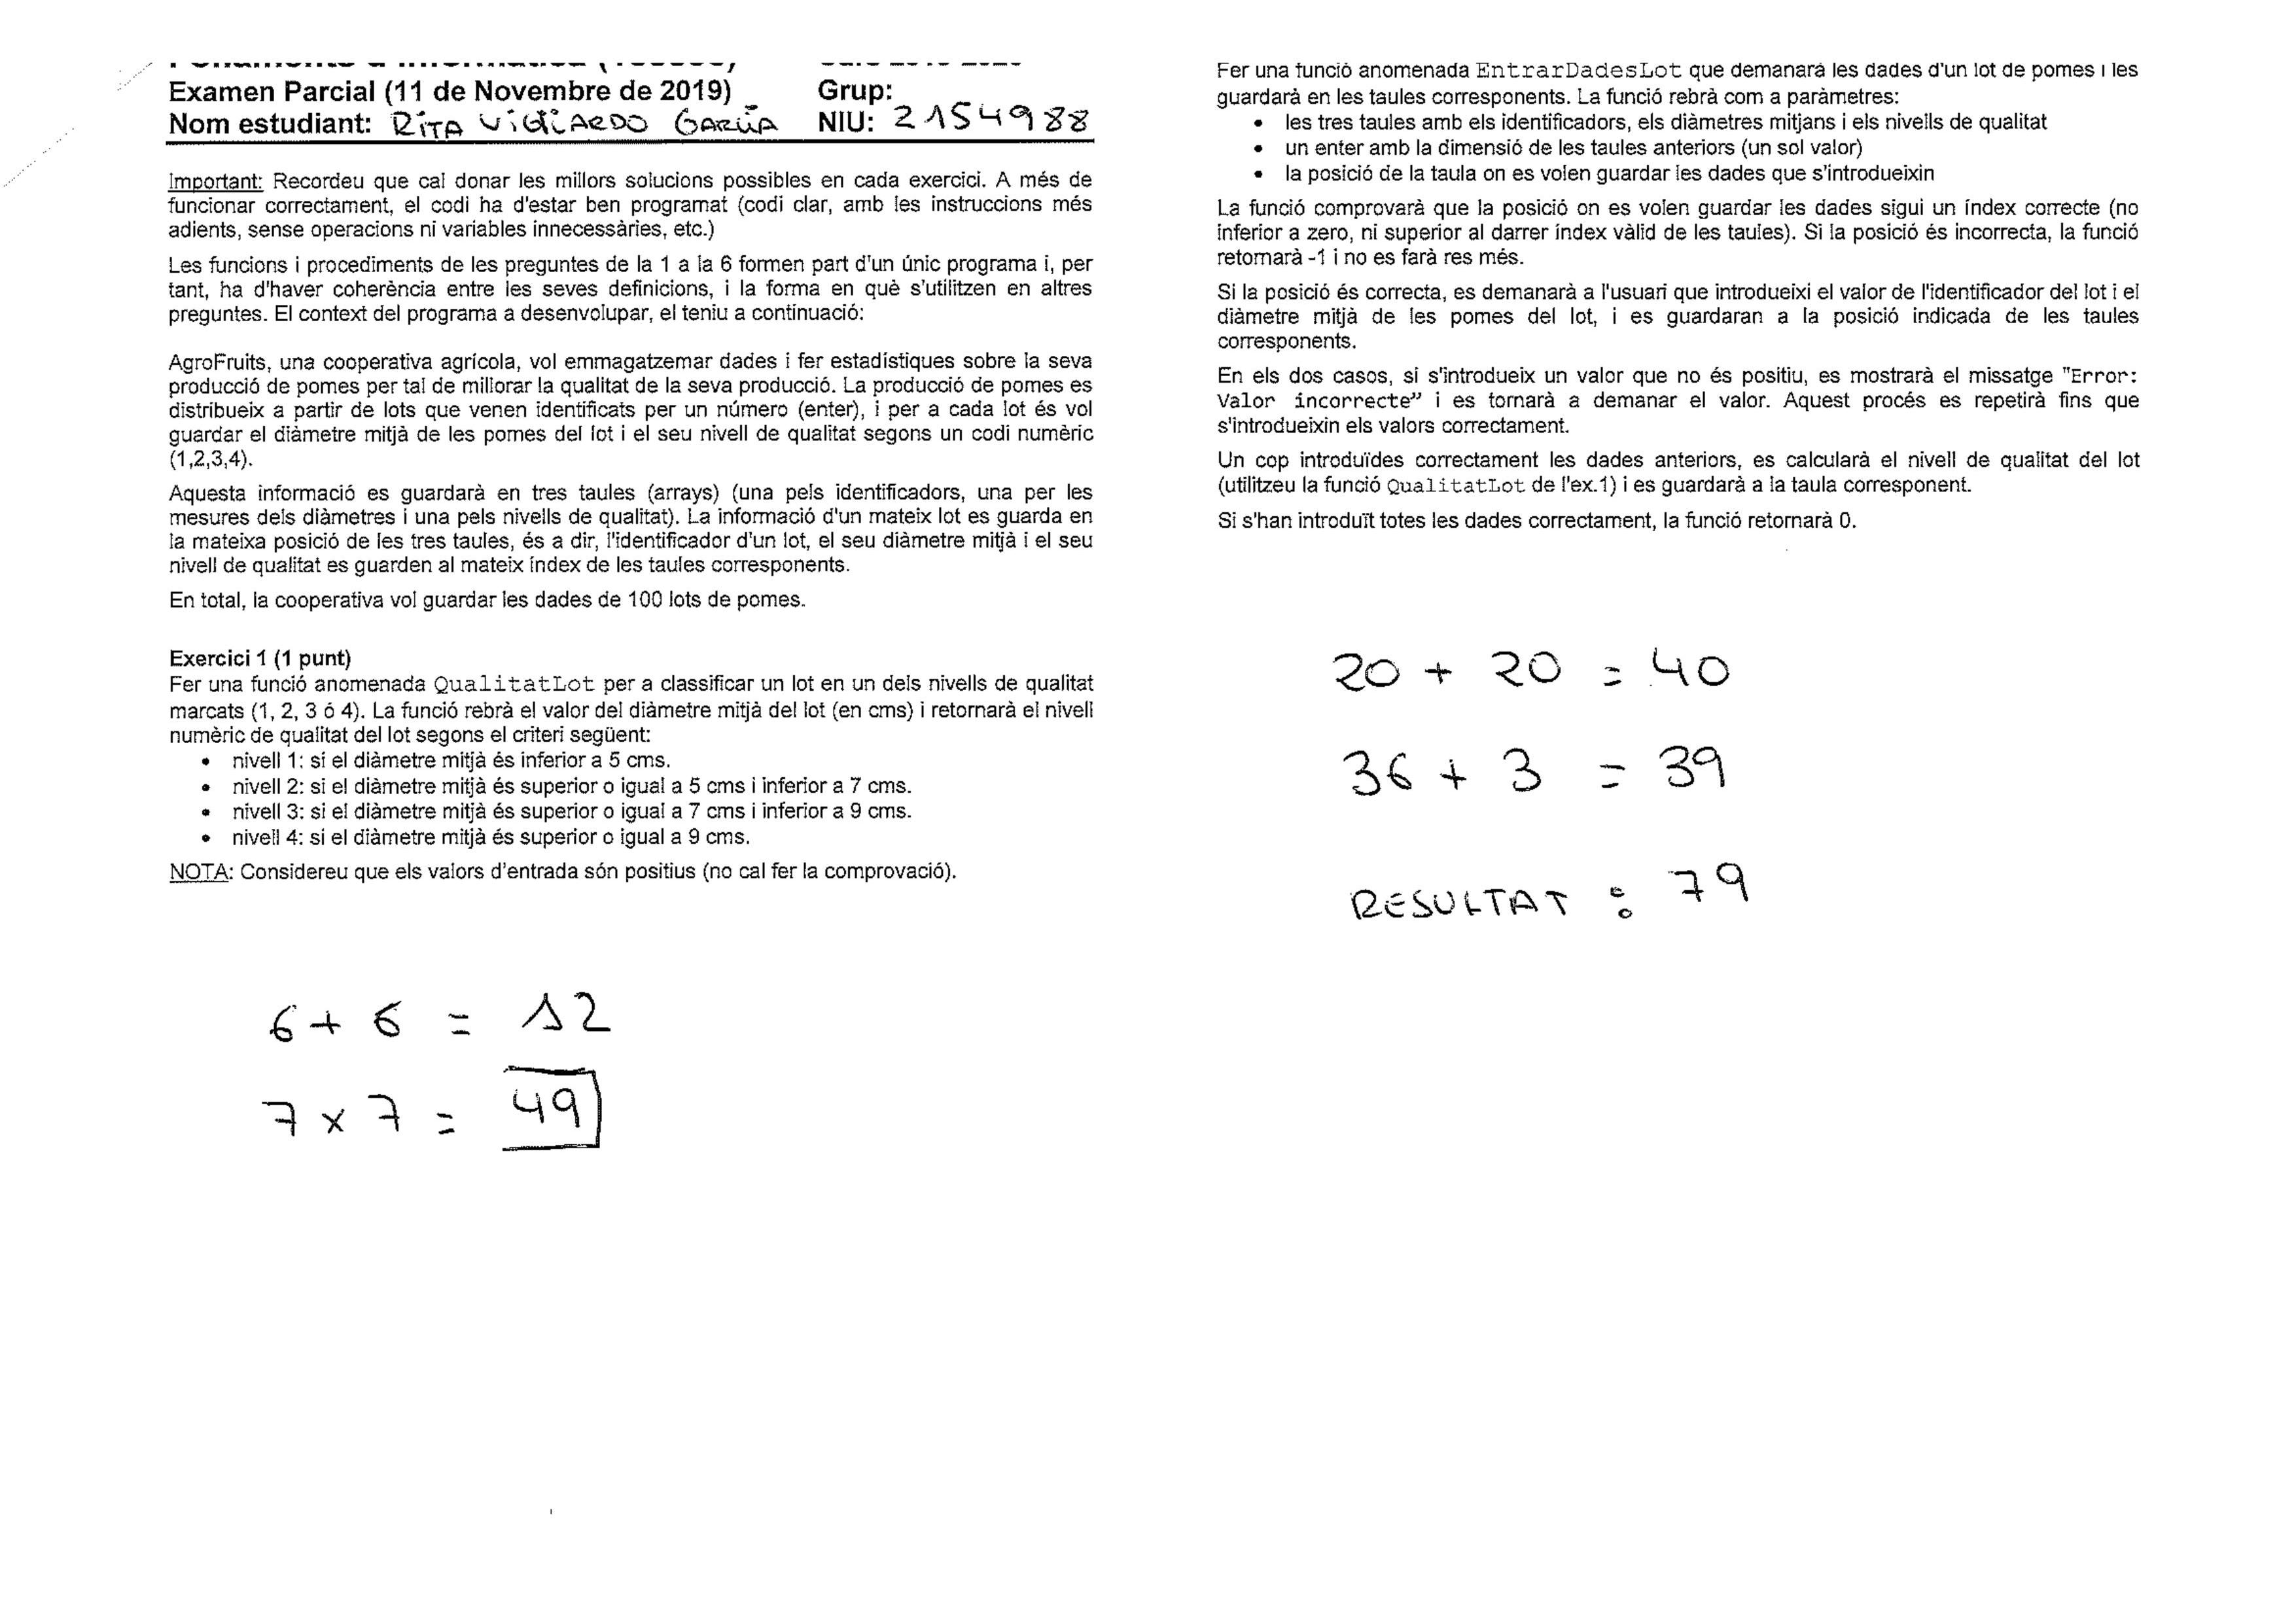 Examen Parcial (11 de Novembre de 2019) Grup:
Nom estudiant: RiTA GARCÍA NIU: 2154988
Important: Recordeu que cal donar les millors solucions possibles en cada exercici. A més de
funcionar correctament, el codi ha d'estar ben programat (codi clar, amb les instruccions més
adients, sense operacions ni variables innecessàries, etc.)
Les funcions i procediments de les preguntes de la 1 a la 6 formen part d'un únic programa i, per
tant, ha d'haver coherència entre les seves definicions, i la forma en què s'utilitzen en altres
preguntes. El context del programa a desenvolupar, el teniu a continuació:
AgroFruits, una cooperativa agrícola, vol emmagatzemar dades i fer estadístiques sobre la seva
producció de pomes per tal de millorar la qualitat de la seva producció. La producció de pomes es
distribueix a partir de lots que venen identificats per un número (enter), i per a cada lot és vol
guardar el diàmetre mitjà de les pomes del lot i el seu nivell de qualitat segons un codi numèric
(1,2,3,4).
Aquesta informació es guardarà en tres taules (arrays) (una pels identificadors, una per les
mesures dels diàmetres i una pels nivells de qualitat). La informació d'un mateix lot es guarda en
la mateixa posició de les tres taules, és a dir, l'identificador d'un lot, el seu diàmetre mitjà i el seu
nivell de qualitat es guarden al mateix índex de les taules corresponents.
En total, la cooperativa vol guardar les dades de 100 lots de pomes.
Exercici 1 (1 punt)
Fer una funció anomenada QualitatLot per a classificar un lot en un dels nivells de qualitat
marcats (1, 2, 3 ó 4). La funció rebrà el valor del diàmetre mitjà del lot (en cms) i retornarà el nivell
numèric de qualitat del lot segons el criteri següent:
• nivell 1: si el diàmetre mitjà és inferior a 5 cms.
• nivell 2: si el diàmetre mitjà és superior o igual a 5 cms i inferior a 7 cms.
• nivell 3: si el diàmetre mitjà és superior o igual a 7 cms i inferior a 9 cms.
• nivell 4: si el diàmetre mitjà és superior o igual a 9 cms.
NOTA: Considereu que els valors d'entrada són positius (no cal fer la comprovació).
6 + 6 = 12
7 x 7 = 49
Fer una funció anomenada EntrarDadesLot que demanarà les dades d'un lot de pomes i les
guardarà en les taules corresponents. La funció rebrà com a paràmetres:
• les tres taules amb els identificadors, els diàmetres mitjans i els nivells de qualitat
• un enter amb la dimensió de les taules anteriors (un sol valor)
• la posició de la taula on es volen guardar les dades que s'introdueixin
La funció comprovarà que la posició on es volen guardar les dades sigui un índex correcte (no
inferior a zero, ni superior al darrer índex vàlid de les taules). Si la posició és incorrecta, la funció
retornarà -1 i no es farà res més.
Si la posició és correcta, es demanarà a l'usuari que introdueixi el valor de l'identificador del lot i el
diàmetre mitjà de les pomes del lot, i es guardaran a la posició indicada de les taules
corresponents.
En els dos casos, si s'introdueix un valor que no és positiu, es mostrarà el missatge "Error:
Valor incorrecte" i es tornarà a demanar el valor. Aquest procés es repetirà fins que
s'introdueixin els valors correctament.
Un cop introduïdes correctament les dades anteriors, es calcularà el nivell de qualitat del lot
(utilitzeu la funció QualitatLot de l'ex.1) i es guardarà a la taula corresponent.
Si s'han introduït totes les dades correctament, la funció retornarà 0.
20 + 20 = 40
36 + 3 = 39
RESULTAT : 79